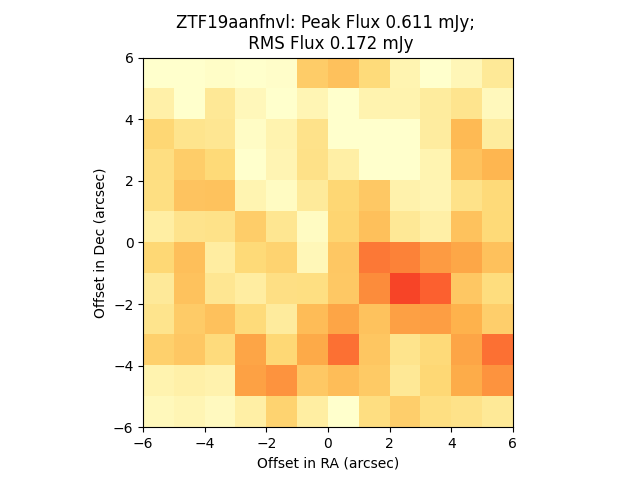 ZTF19aanfnvl: Peak Flux 0.611 mJy;
RMS Flux 0.172 mJy
6
4
2
0
−2
−4
−6
Offset in Dec (arcsec)
−6 −4 −2 0 2 4 6
Offset in RA (arcsec)